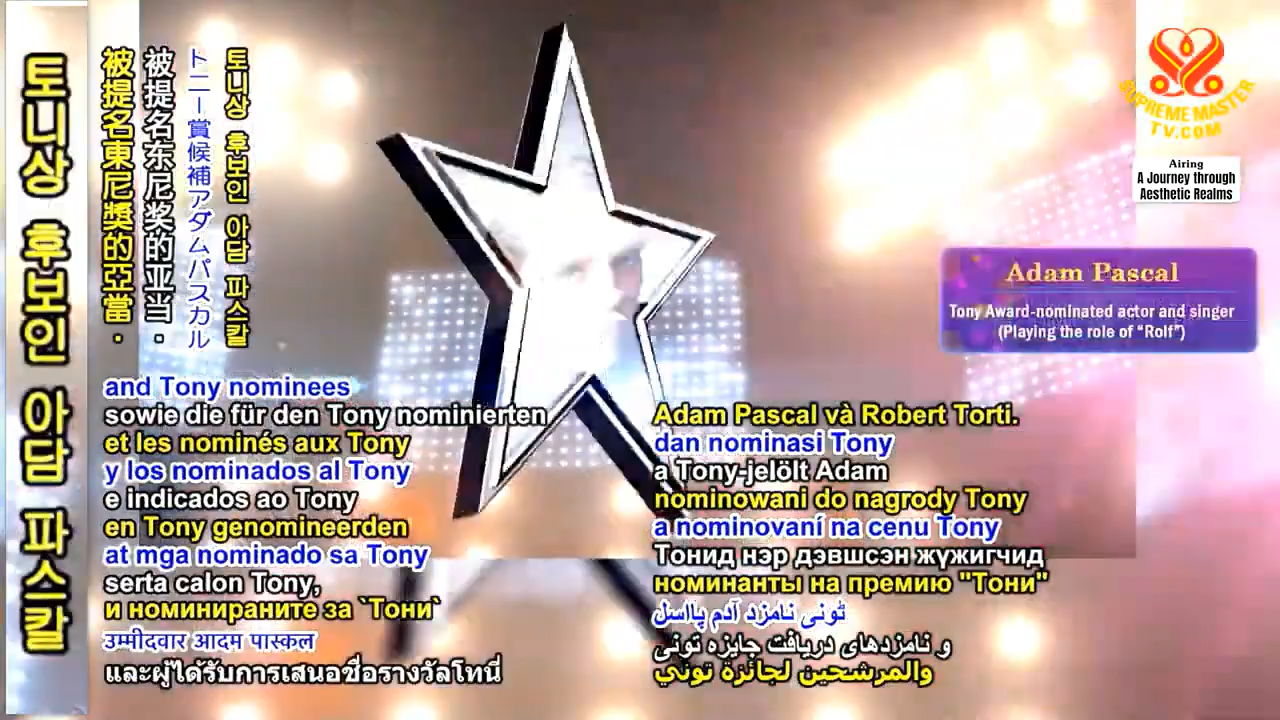 토니상 후보인 아담 파스칼
被提名東尼獎的亞當·
被提名东尼奖的亚当·
トニー賞候補アダムパスカル
토니상 후보인 아담 파스칼
and Tony nominees
sowie die für den Tony nominierten
et les nominés aux Tony
y los nominados al Tony
e indicados ao Tony
en Tony genomineerden
at mga nominado sa Tony
serta calon Tony,
и номинираните за `Тони`
उम्मीदवार आदम पास्कल
และผู้ได้รับการเสนอชื่อรางวัลโทนี่
Adam Pascal và Robert Torti.
dan nominasi Tony
a Tony-jelölt Adam
nominowani do nagrody Tony
a nominovaní na cenu Tony
Тонид нэр дэвшсэн жүжигчид
номинанты на премию "Тони"
ٹونی نامزد آدم پااسل
و نامزدهای دریافت جایزه تونی
والمرشحين لجائزة توني
SUPREME MASTER
TV.COM
Airing
A Journey through
Aesthetic Realms
Adam Pascal
Tony Award-nominated actor and singer
(Playing the role of “Rolf”)